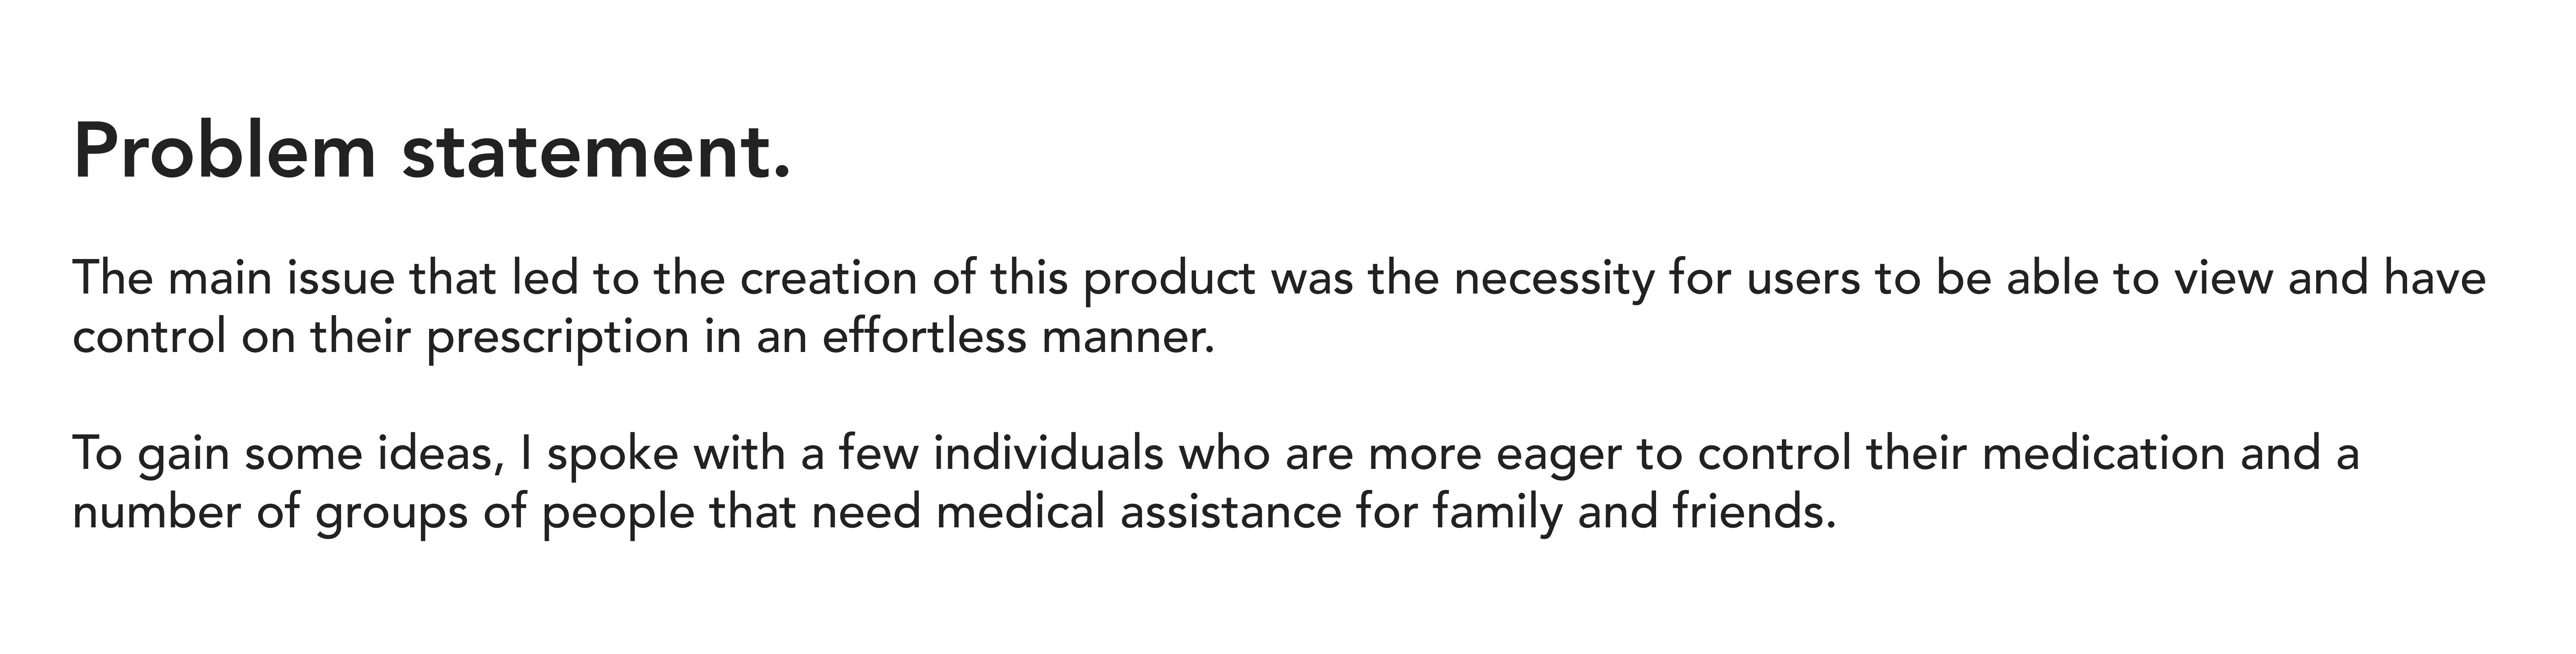 Problem statement.
The main issue that led to the creation of this product was the necessity for users to be able to view and have
control on their prescription in an effortless manner.
To gain some ideas, I spoke with a few individuals who are more eager to control their medication and a
number of groups of people that need medical assistance for family and friends.